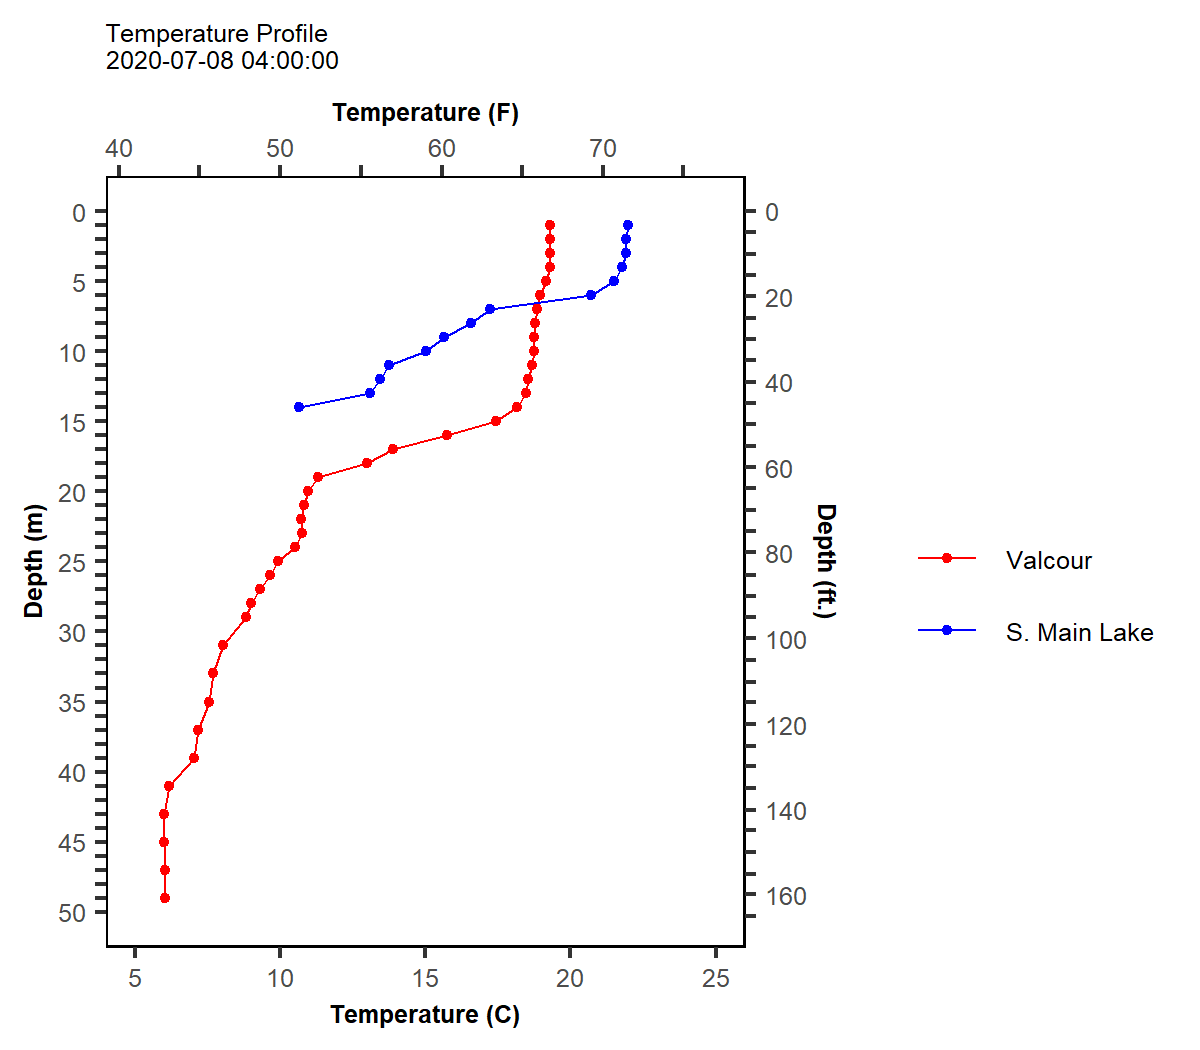 Temperature Profile
2020-07-08 04:00:00
Temperature (F)
40 50 60 70
0 0
5
20
10
40
15
60
20
Depth (m)
Depth (ft.)
80
25
Valcour
30
100
S. Main Lake
35
120
40
140
45
160
50
5 10 15 20 25
Temperature (C)